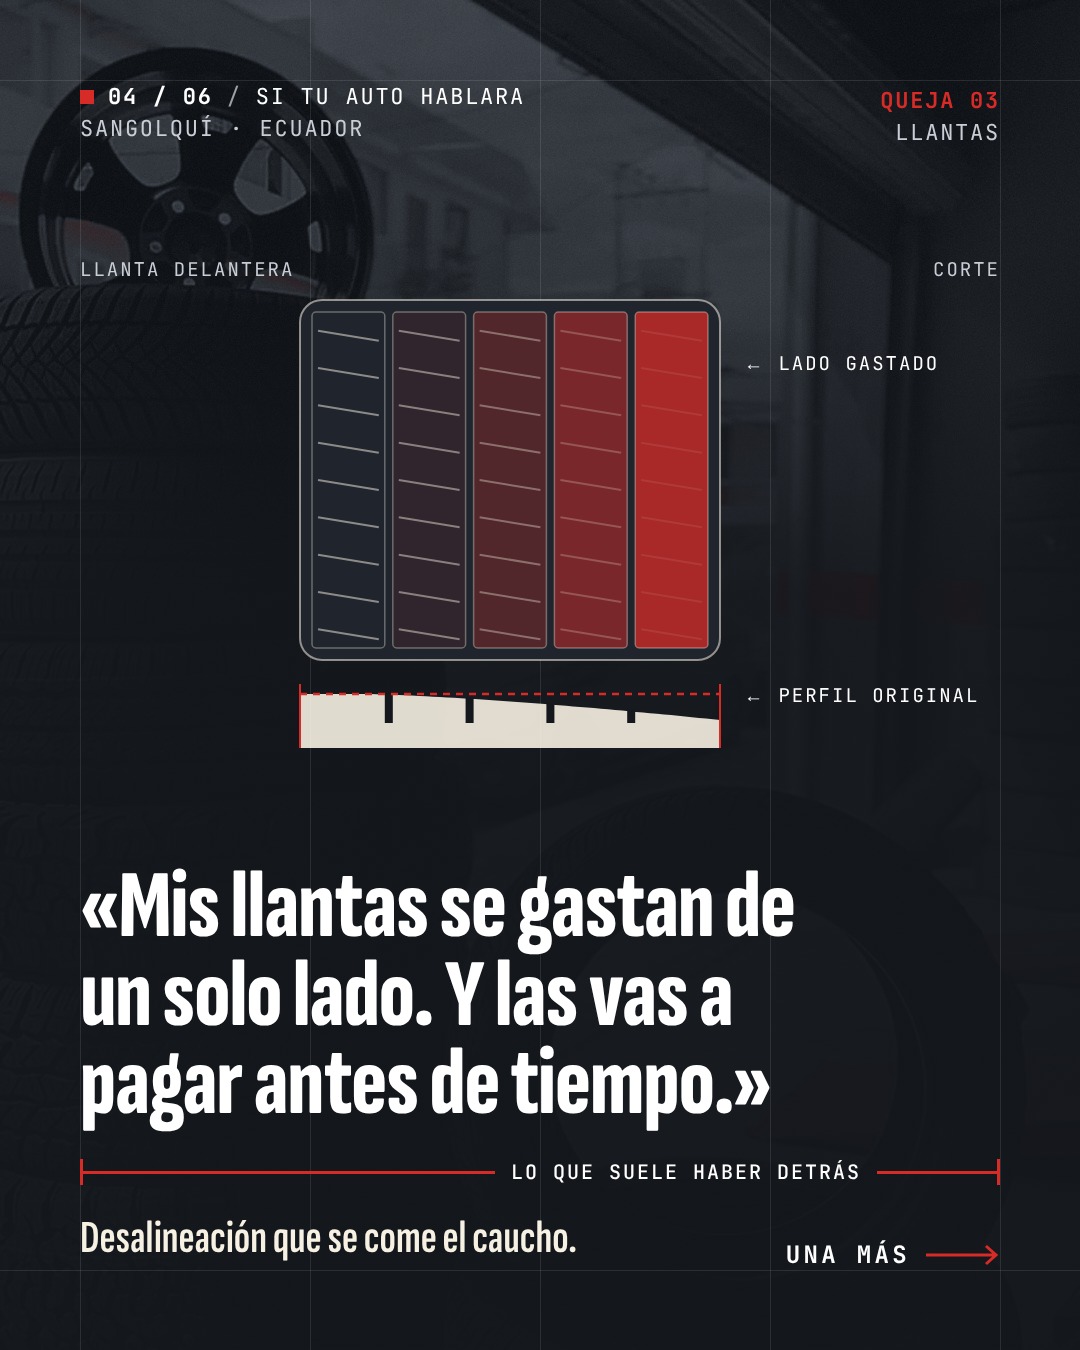 04 / 06 / SI TU AUTO HABLARA
SANGOLQUÍ · ECUADOR
QUEJA 03
LLANTAS
LLANTA DELANTERA
CORTE
← LADO GASTADO
← PERFIL ORIGINAL
«Mis llantas se gastan de
un solo lado. Y las vas a
pagar antes de tiempo.»
LO QUE SUELE HABER DETRÁS
Desalineación que se come el caucho.
UNA MÁS →